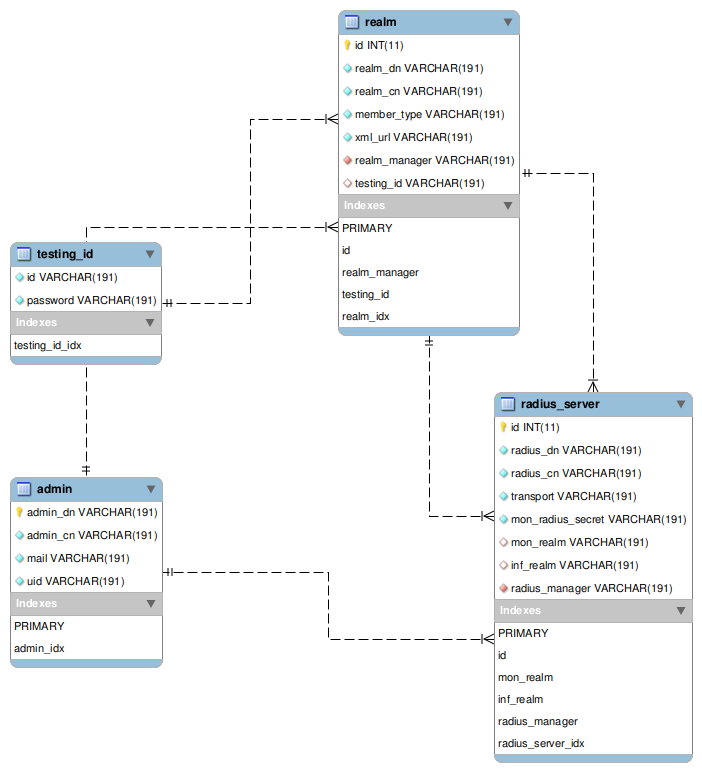 realm
id INT(11)
realm_dn VARCHAR(191)
realm_cn VARCHAR(191)
member_type VARCHAR(191)
xml_url VARCHAR(191)
realm_manager VARCHAR(191)
testing_id VARCHAR(191)
Indexes
PRIMARY
id
realm_manager
testing_id
realm_idx
testing_id
id VARCHAR(191)
password VARCHAR(191)
Indexes
testing_id_idx
radius_server
id INT(11)
radius_dn VARCHAR(191)
radius_cn VARCHAR(191)
transport VARCHAR(191)
mon_radius_secret VARCHAR(191)
mon_realm VARCHAR(191)
inf_realm VARCHAR(191)
radius_manager VARCHAR(191)
Indexes
PRIMARY
id
mon_realm
inf_realm
radius_manager
radius_server_idx
admin
admin_dn VARCHAR(191)
admin_cn VARCHAR(191)
mail VARCHAR(191)
uid VARCHAR(191)
Indexes
PRIMARY
admin_idx